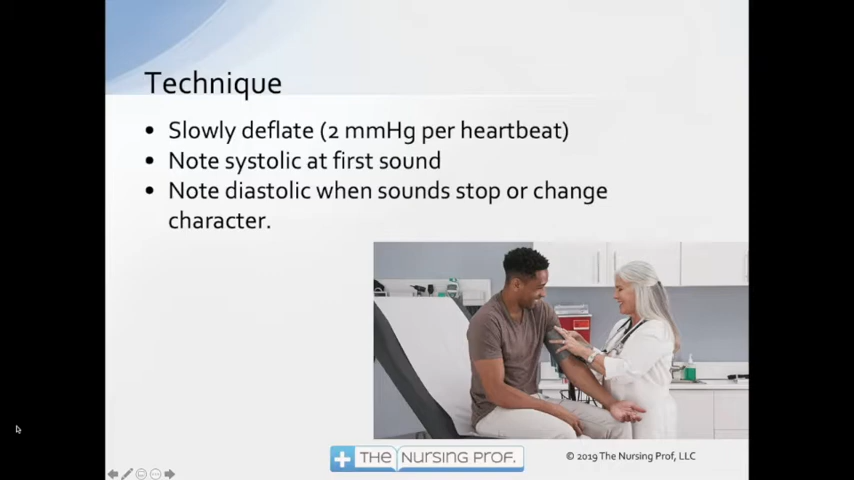 Technique
• Slowly deflate (2 mmHg per heartbeat)
• Note systolic at first sound
• Note diastolic when sounds stop or change
character.
THE NURSING PROF.
© 2019 The Nursing Prof, LLC